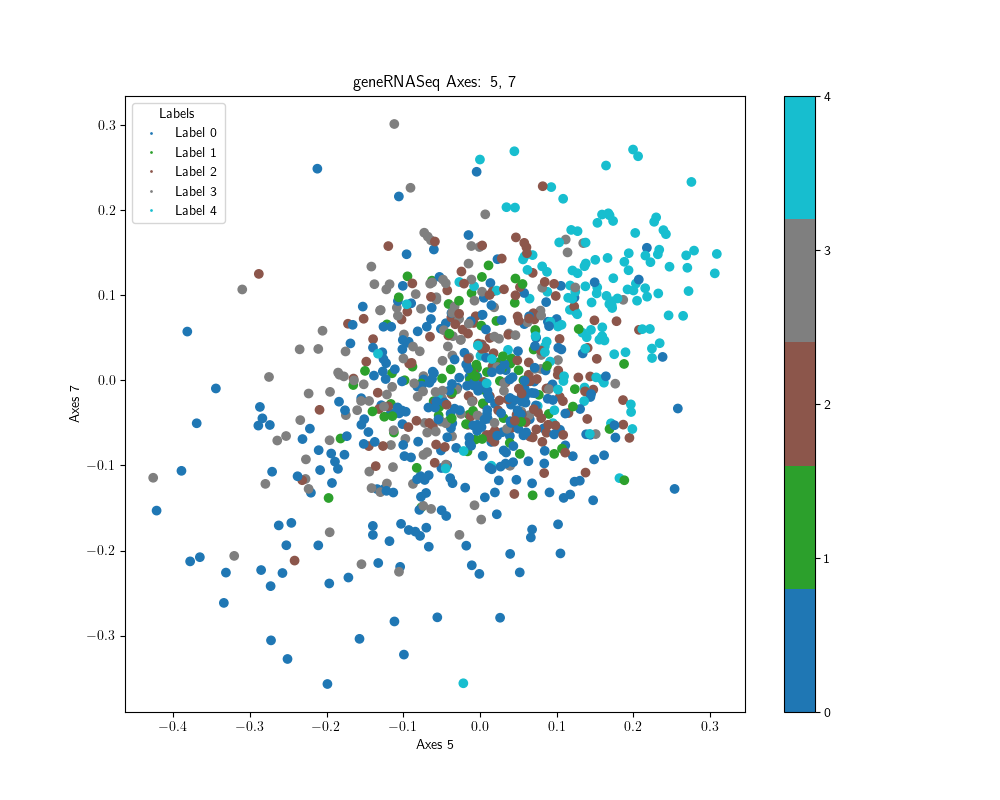 geneRNASeq Axes: 5, 7
Labels
Label 0
Label 1
Label 2
Label 3
Label 4
0.3
0.2
0.1
0.0
−0.1
−0.2
−0.3
Axes 7
−0.4
−0.3
−0.2
−0.1
0.0
0.1
0.2
0.3
Axes 5
4
3
2
1
0